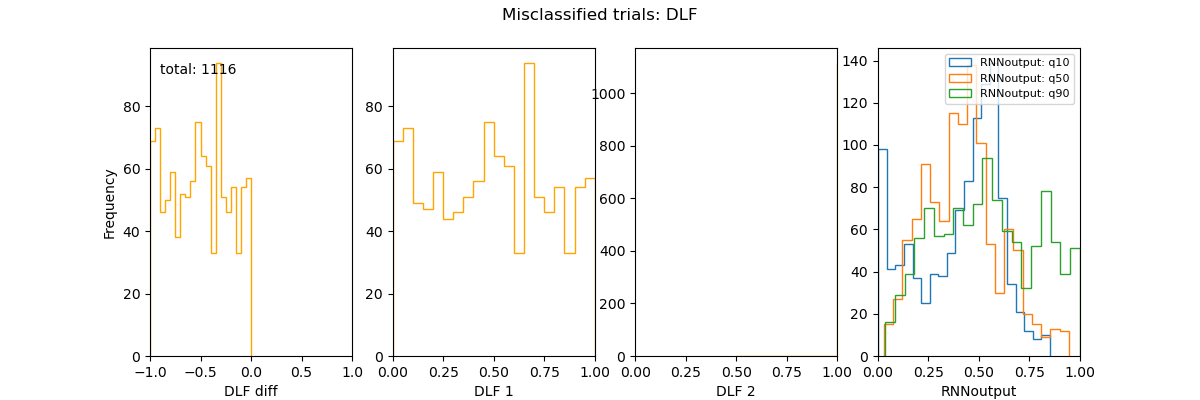 Misclassified trials: DLF
total: 1116
Frequency
0
20
40
60
80
−1.0 −0.5 0.0 0.5 1.0
DLF diff
0
20
40
60
80
0.00 0.25 0.50 0.75 1.00
DLF 1
0
200
400
600
800
1000
0.00 0.25 0.50 0.75 1.00
DLF 2
RNNoutput: q10
RNNoutput: q50
RNNoutput: q90
0
20
40
60
80
100
120
140
0.00 0.25 0.50 0.75 1.00
RNNoutput